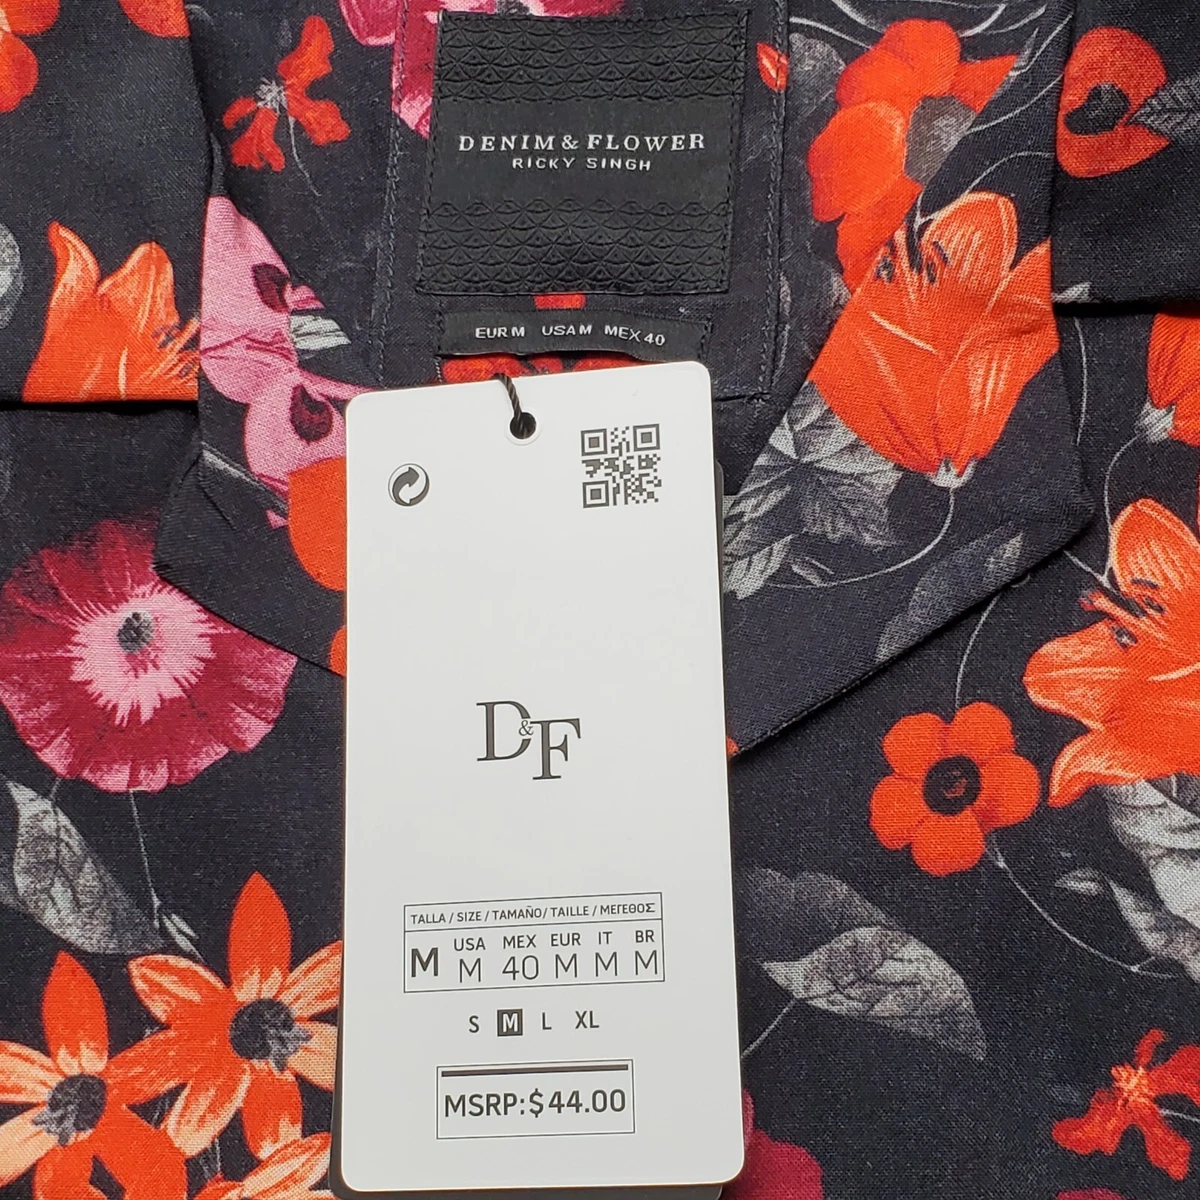 DENIM & FLOWER
RICKY SINGH
EUR M USA M MEX 40
D&F
TALLA / SIZE / TAMAÑO / TAILLE / ΜΕΓΕΘΟΣ
M
USA MEX EUR IT BR
M 40 M M M
S M L XL
MSRP:$44.00